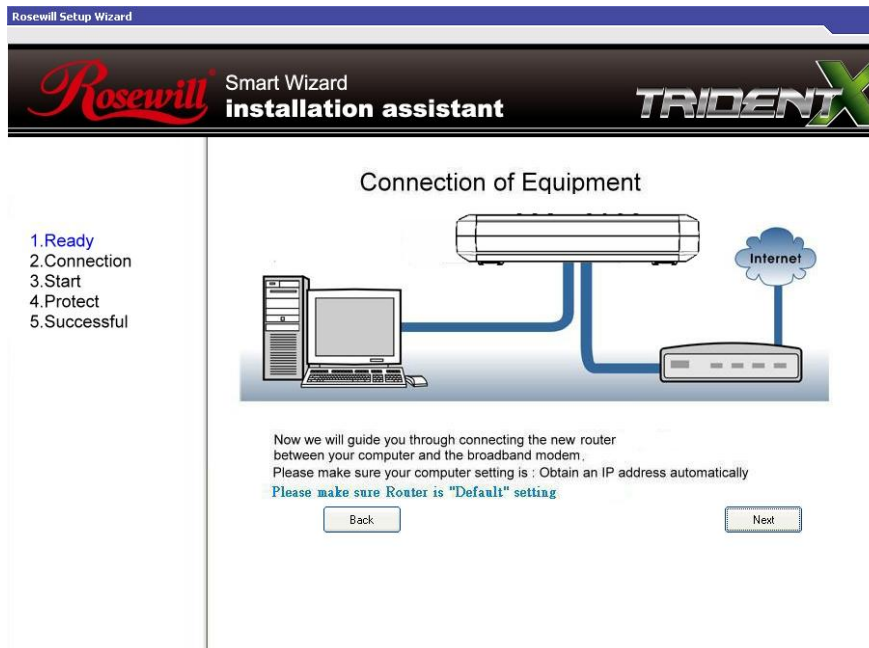 Rosewill Setup Wizard
Rosewill
Smart Wizard
installation assistant
TRIDENTX
1.Ready
2.Connection
3.Start
4.Protect
5.Successful
Connection of Equipment
Internet
Now we will guide you through connecting the new router
between your computer and the broadband modem,
Please make sure your computer setting is : Obtain an IP address automatically
Please make sure Router is "Default" setting
Back
Next